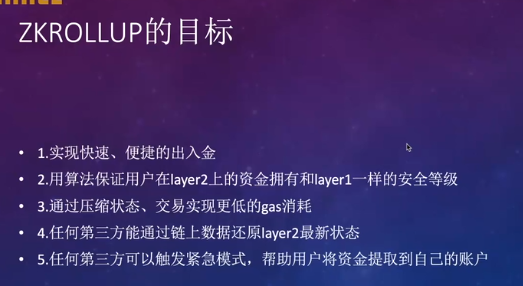 ZKROLLUP的目标
• 1.实现快速、便捷的出入金
• 2.用算法保证用户在layer2上的资金拥有和layer1一样的安全等级
• 3.通过压缩状态、交易实现更低的gas消耗
• 4.任何第三方能通过链上数据还原layer2最新状态
• 5.任何第三方可以触发紧急模式，帮助用户将资金提取到自己的账户